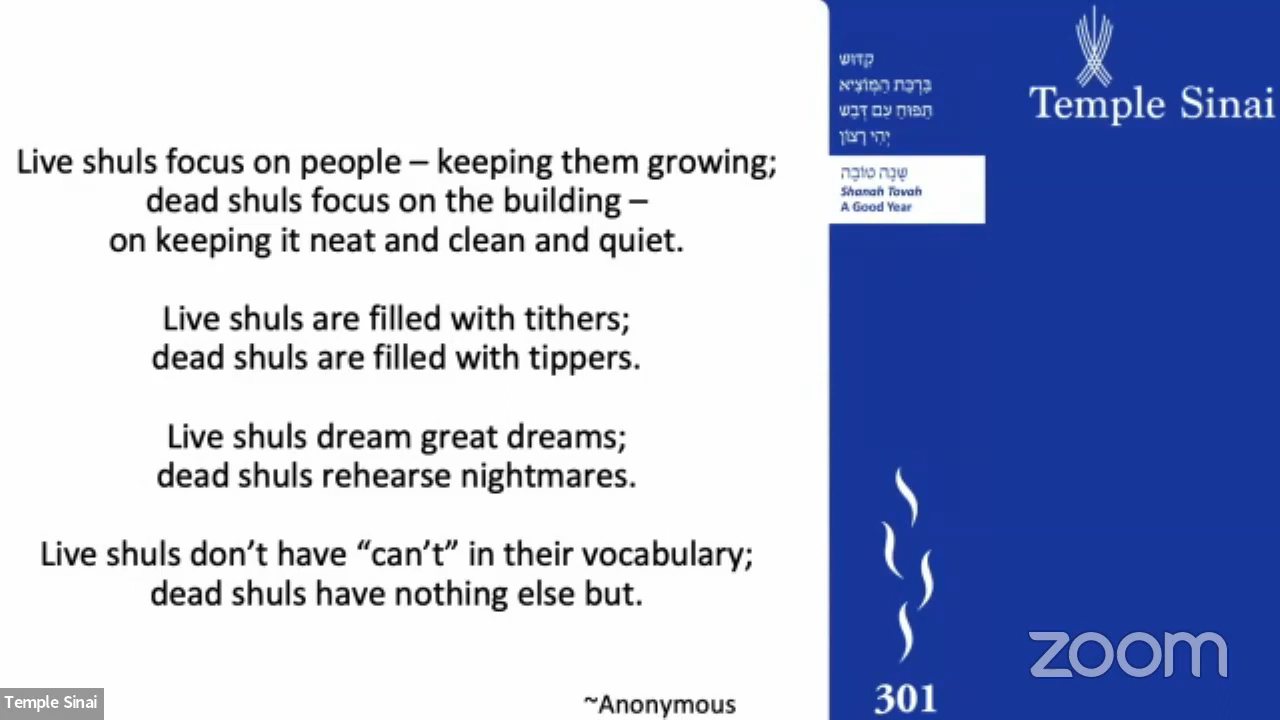 Live shuls focus on people – keeping them growing;
dead shuls focus on the building –
on keeping it neat and clean and quiet.
Live shuls are filled with tithers;
dead shuls are filled with tippers.
Live shuls dream great dreams;
dead shuls rehearse nightmares.
Live shuls don’t have “can’t” in their vocabulary;
dead shuls have nothing else but.
~Anonymous
Temple Sinai
קִדּוּשׁ
בִּרְכַּת הַמּוֹצִיא
תַּפּוּחַ עִם דְּבַשׁ
יְהִי רָצוֹן
שָׁנָה טוֹבָה
Shanah Tovah
A Good Year
Temple Sinai
301
zoom